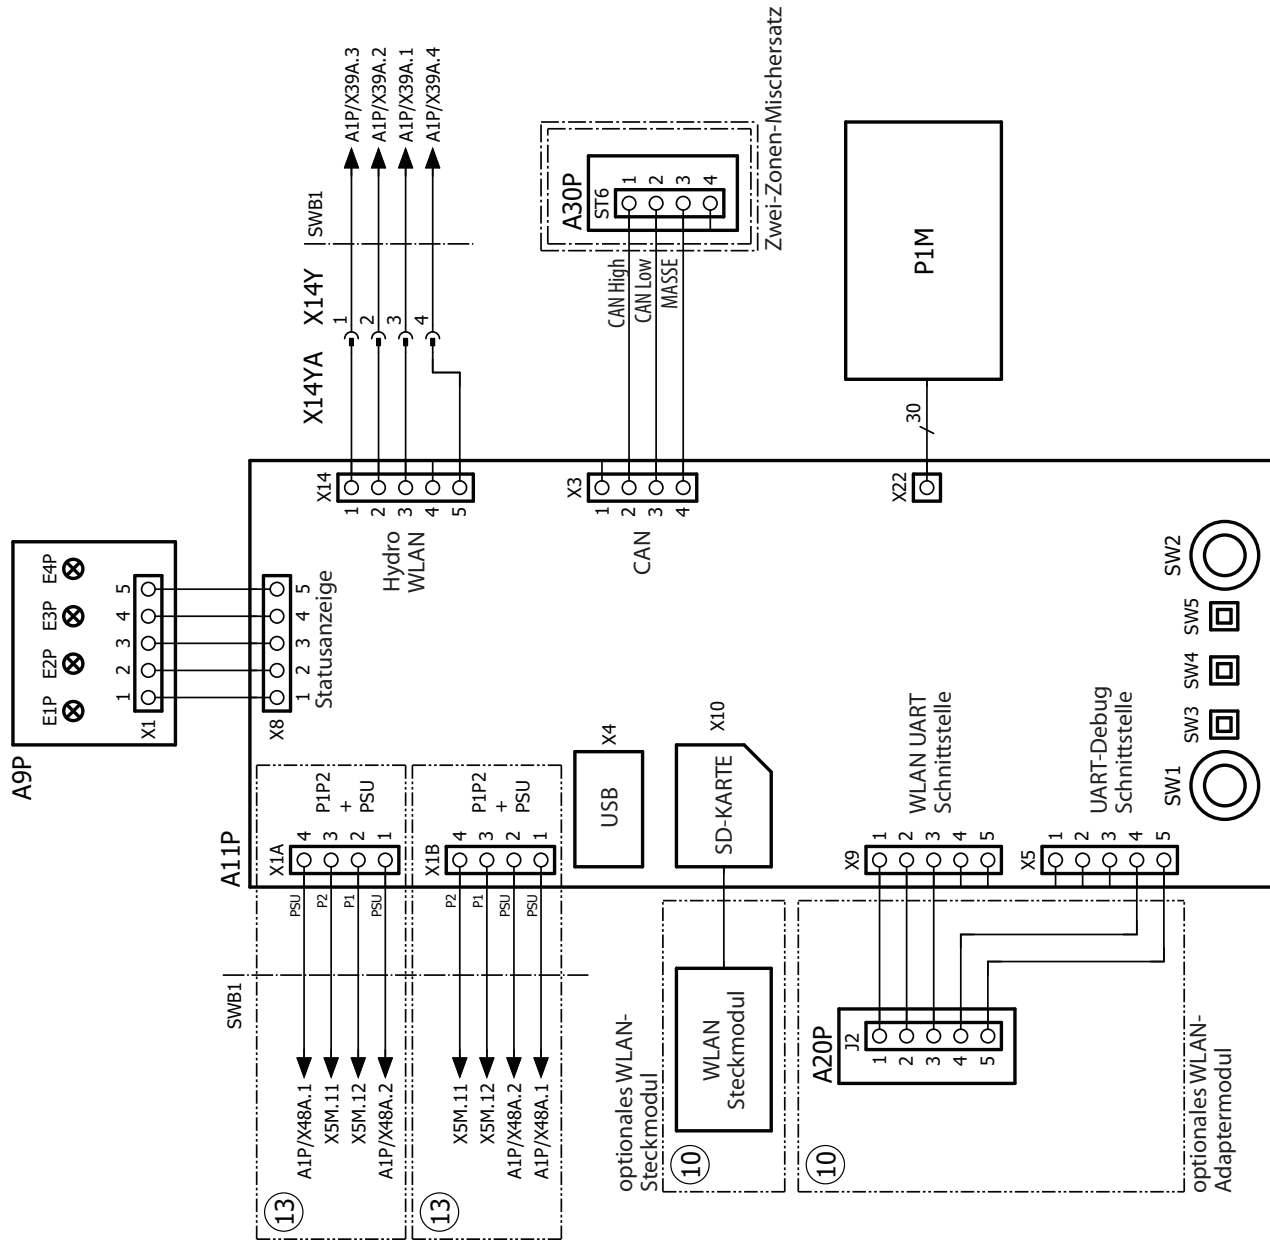 A9P
E1P
E2P
E3P
E4P
X1
1
2
3
4
5
X8
1
2
3
4
5
Statusanzeige
A11P
SWB1
13
A1P/X48A.1
X5M.11
X5M.12
A1P/X48A.2
PSU
P2
P1
PSU
X1A
4
3
2
1
P1P2
+
PSU
13
X5M.11
X5M.12
A1P/X48A.2
A1P/X48A.1
P2
P1
PSU
PSU
X1B
4
3
2
1
P1P2
+
PSU
X14
1
2
3
4
5
Hydro
WLAN
X14YA
X14Y
1
2
3
4
SWB1
A1P/X39A.3
A1P/X39A.2
A1P/X39A.1
A1P/X39A.4
X3
1
2
3
4
CAN
CAN High
CAN Low
MASSE
A30P
ST6
1
2
3
4
Zwei-Zonen-Mischersatz
USB
X4
SD-KARTE
X10
optionales WLAN-
Steckmodul
10
WLAN
Steckmodul
X22
30
P1M
X9
1
2
3
4
5
WLAN UART
Schnittstelle
X5
1
2
3
4
5
UART-Debug
Schnittstelle
A20P
J2
1
2
3
4
5
10
optionales WLAN-
Adaptermodul
SW1
SW3
SW4
SW5
SW2